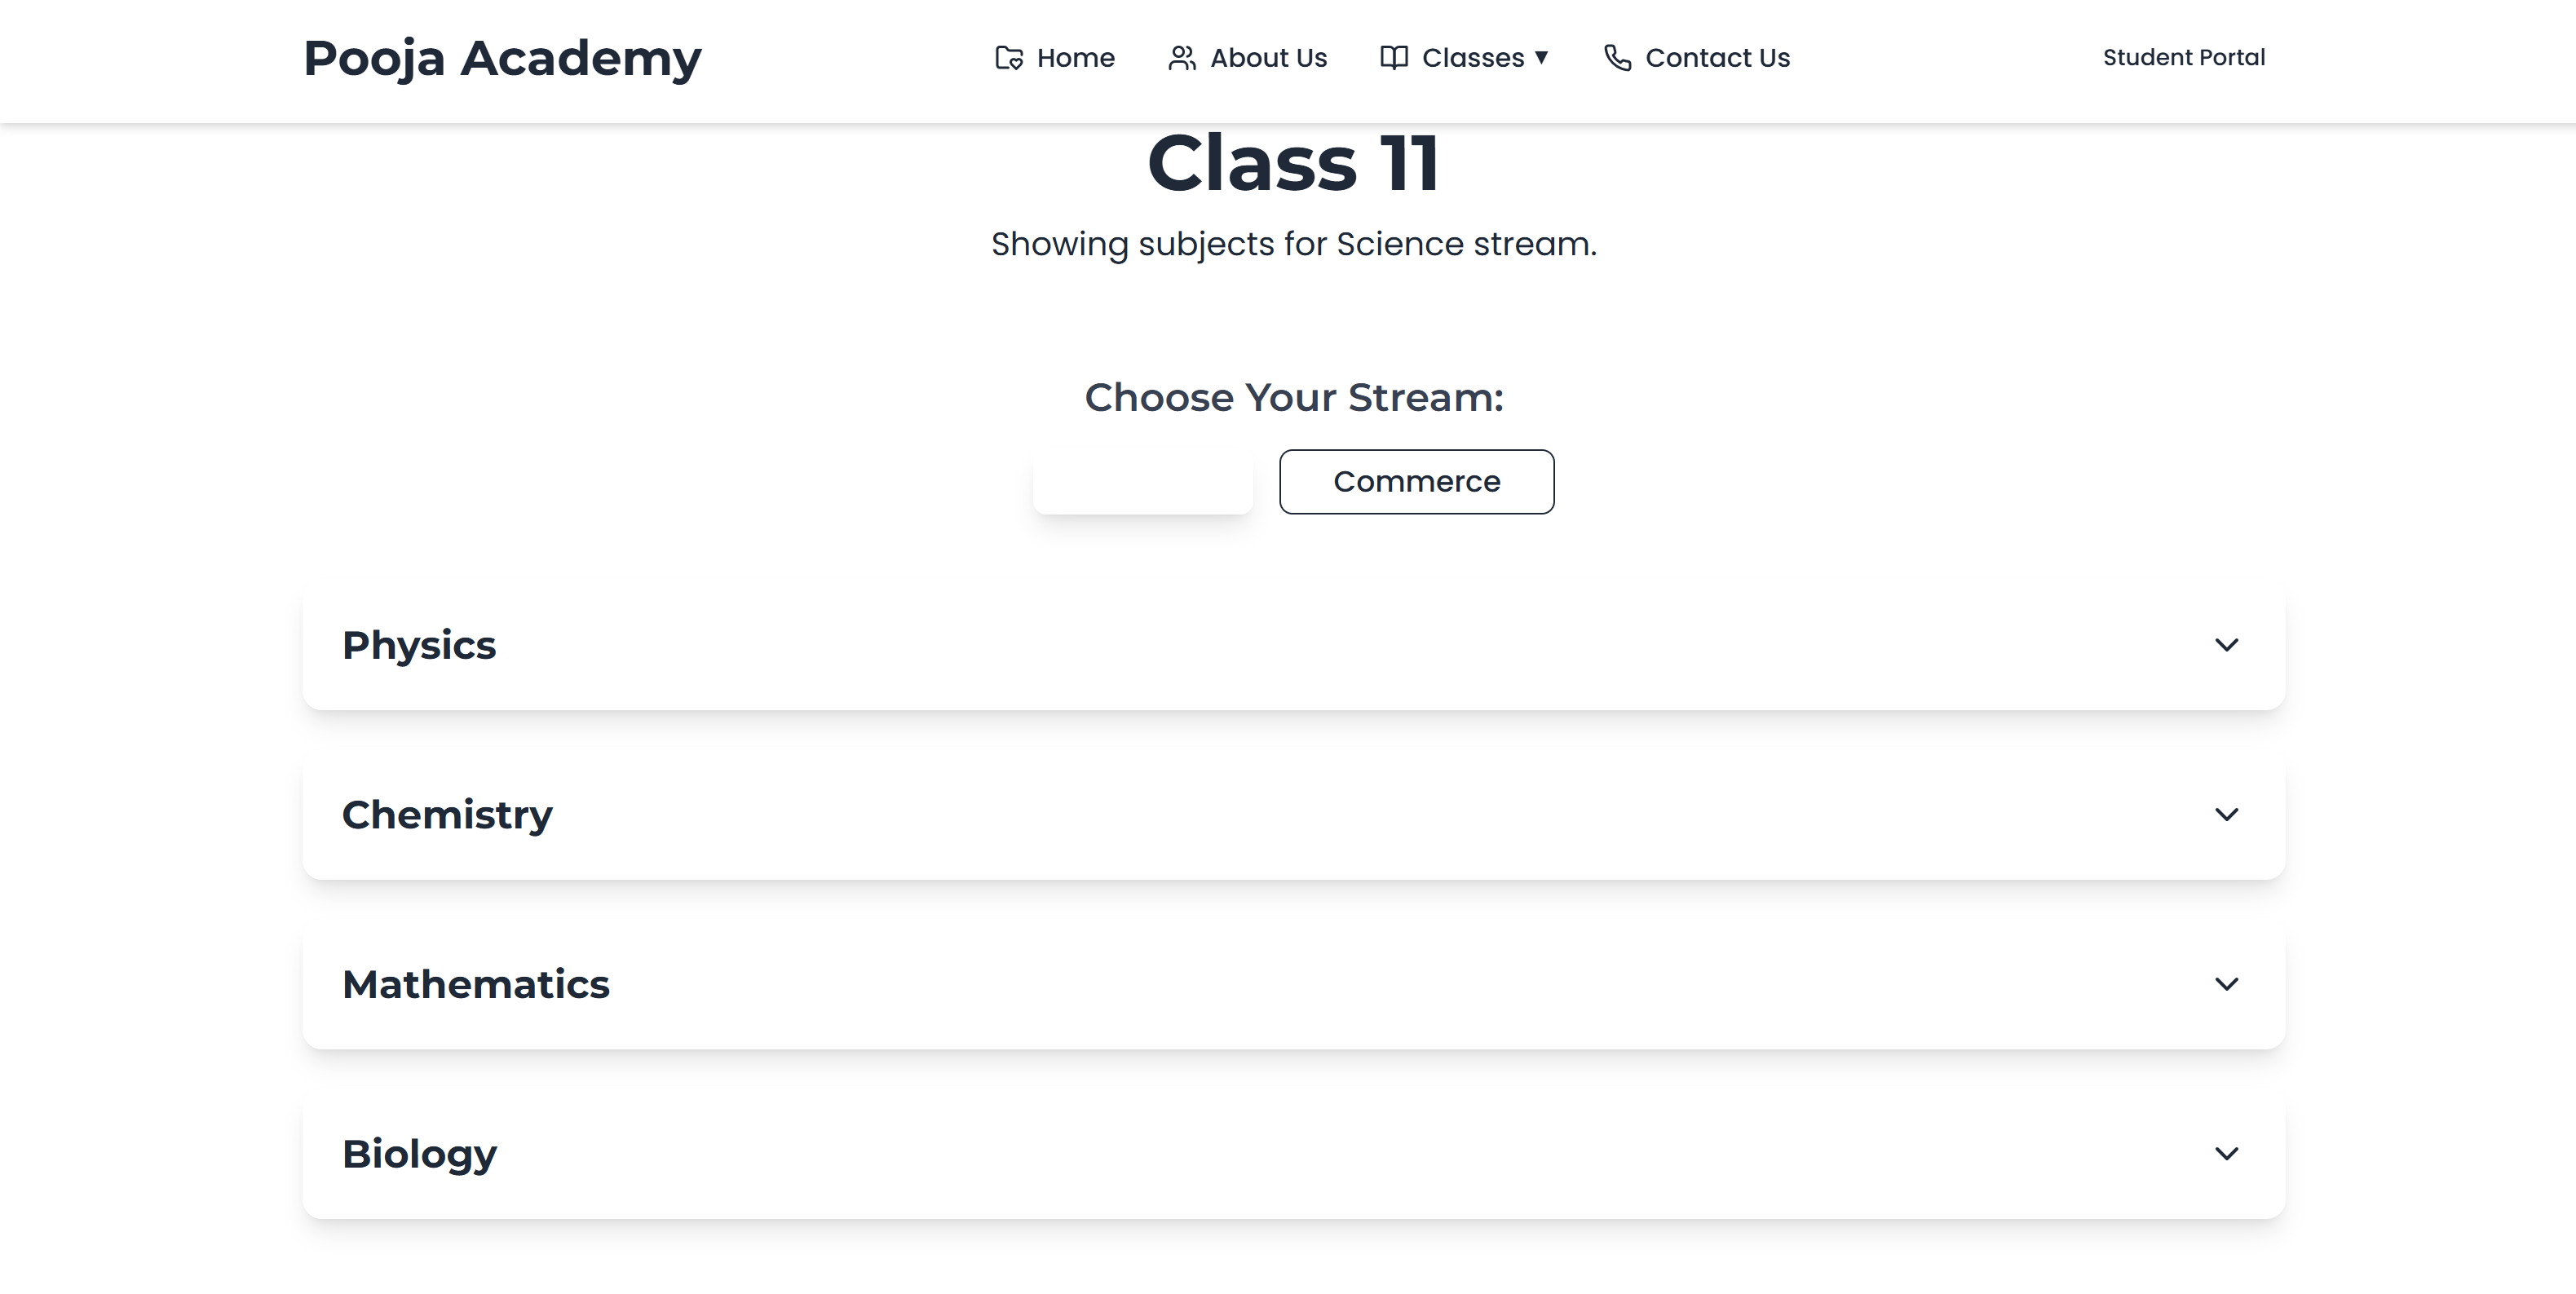 Pooja Academy
Home About Us Classes ▼ Contact Us
Student Portal
Class 11
Showing subjects for Science stream.
Choose Your Stream:
Commerce
Physics
Chemistry
Mathematics
Biology